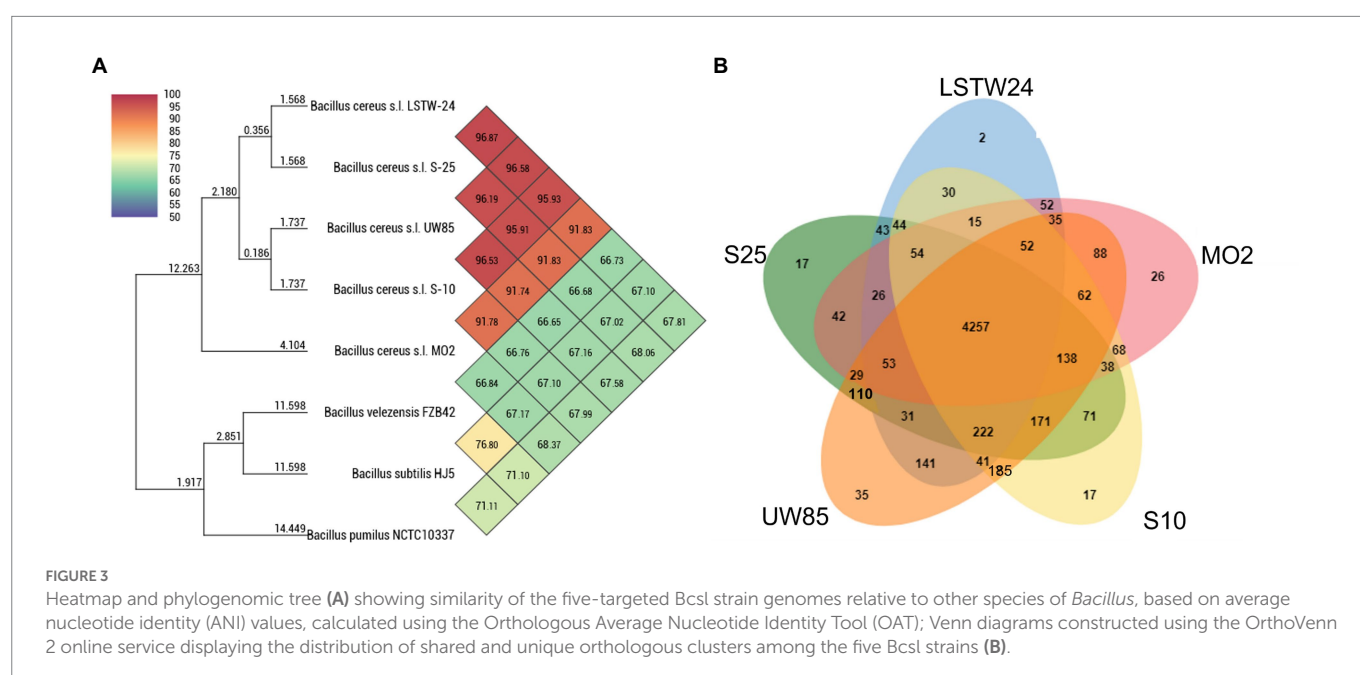 A
B
100
95
90
85
80
75
70
65
60
55
50
1.568
0.356
1.568
2.180
1.737
0.186
1.737
12.263
4.104
11.598
2.851
11.598
1.917
14.449
Bacillus cereus s.l. LSTW-24
Bacillus cereus s.l. S-25
Bacillus cereus s.l. UW85
Bacillus cereus s.l. S-10
Bacillus cereus s.l. MO2
Bacillus velezensis FZB42
Bacillus subtilis HJ5
Bacillus pumilus NCTC10337
96.87
96.58
96.19 95.93
95.91 91.83
96.53 91.83 66.73
91.74 66.68 67.10
91.78 66.65 67.02 67.81
66.76 67.16 68.06
66.84 67.10 67.58
67.17 67.99
76.80 68.37
71.10
71.11
LSTW24
2
30
52
43 44 15 35
S25 17 54 52 88 MO2
26
26 62
42
4257
68
53 138 38
29
110
31 171 71
222
141 41 185
35 17
UW85 S10
FIGURE 3
Heatmap and phylogenomic tree (A) showing similarity of the five-targeted Bcsl strain genomes relative to other species of Bacillus, based on average
nucleotide identity (ANI) values, calculated using the Orthologous Average Nucleotide Identity Tool (OAT); Venn diagrams constructed using the OrthoVenn
2 online service displaying the distribution of shared and unique orthologous clusters among the five Bcsl strains (B).